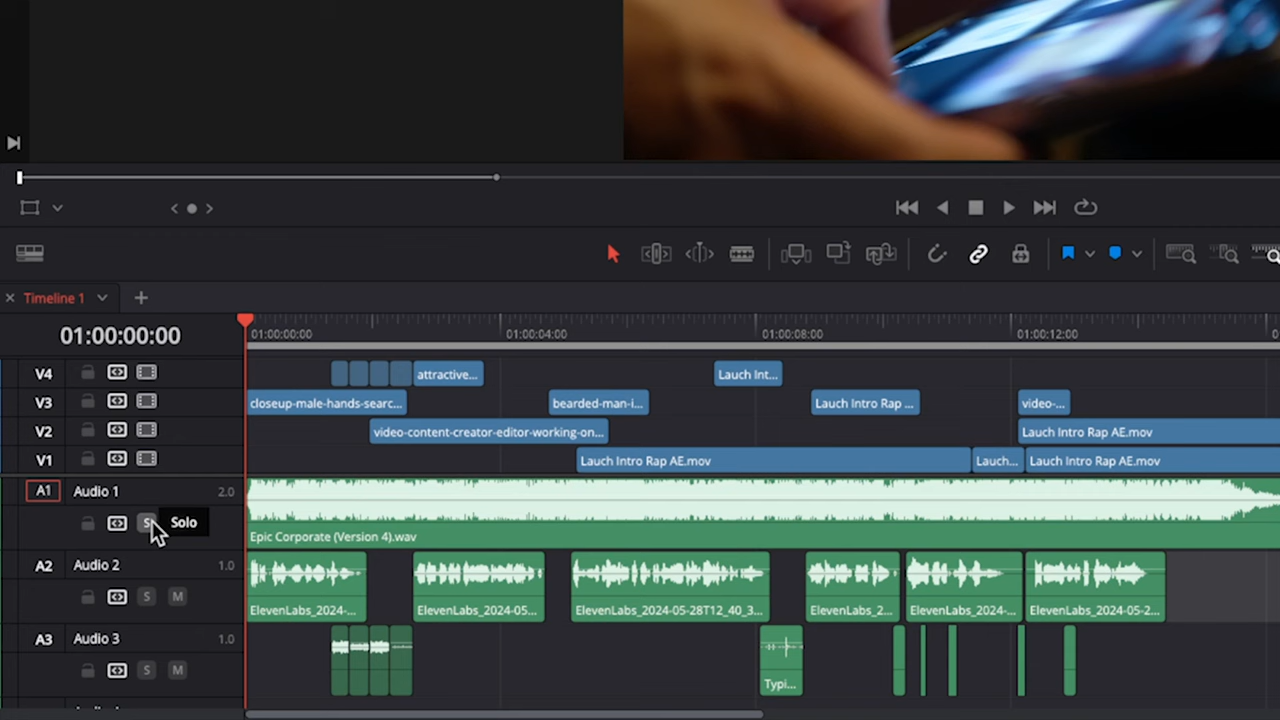 Timeline 1
01:00:00:00
01:00:00:00 01:00:04:00 01:00:08:00 01:00:12:00 0
V4 attractive... Lauch Int...
V3 closeup-male-hands-searc... bearded-man-i... Lauch Intro Rap ... video-...
V2 video-content-creator-editor-working-on... Lauch Intro Rap AE.mov
V1 Lauch Intro Rap AE.mov Lauch... Lauch Intro Rap AE.mov
A1 Audio 1 2.0
S Solo
Epic Corporate (Version 4).wav
A2 Audio 2 1.0
S M
ElevenLabs_2024-... ElevenLabs_2024-05... ElevenLabs_2024-05-28T12_40_3... ElevenLabs_2... ElevenLabs_2024-... ElevenLabs_2024-05-2...
A3 Audio 3 1.0
S M
Typi...